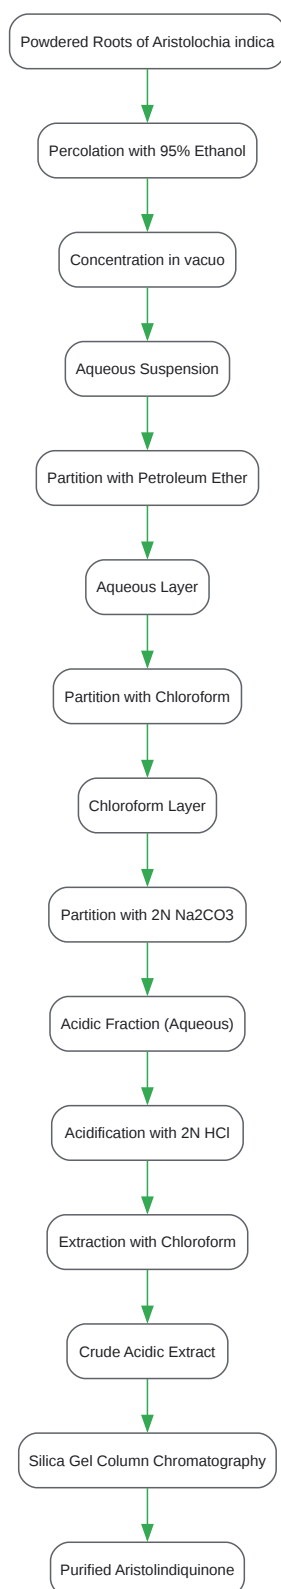 Powdered Roots of Aristolochia indica
Percolation with 95% Ethanol
Concentration in vacuo
Aqueous Suspension
Partition with Petroleum Ether
Aqueous Layer
Partition with Chloroform
Chloroform Layer
Partition with 2N Na2CO3
Acidic Fraction (Aqueous)
Acidification with 2N HCl
Extraction with Chloroform
Crude Acidic Extract
Silica Gel Column Chromatography
Purified Aristolindiquinone